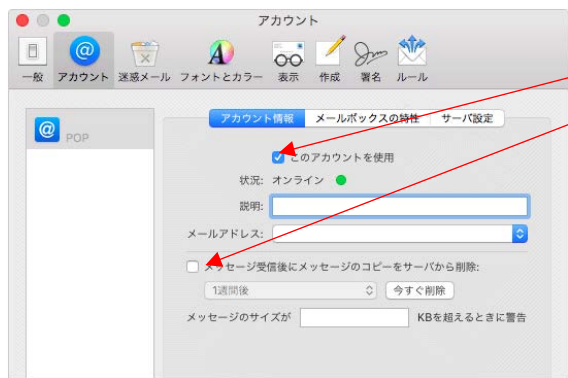 アカウント
一般 アカウント 迷惑メール フォントとカラー 表示 作成 署名 ルール
@ POP
アカウント情報 メールボックスの特性 サーバ設定
このアカウントを使用
状況: オンライン
説明:
メールアドレス:
メッセージ受信後にメッセージのコピーをサーバから削除:
1週間後 今すぐ削除
メッセージのサイズが KBを超えるときに警告